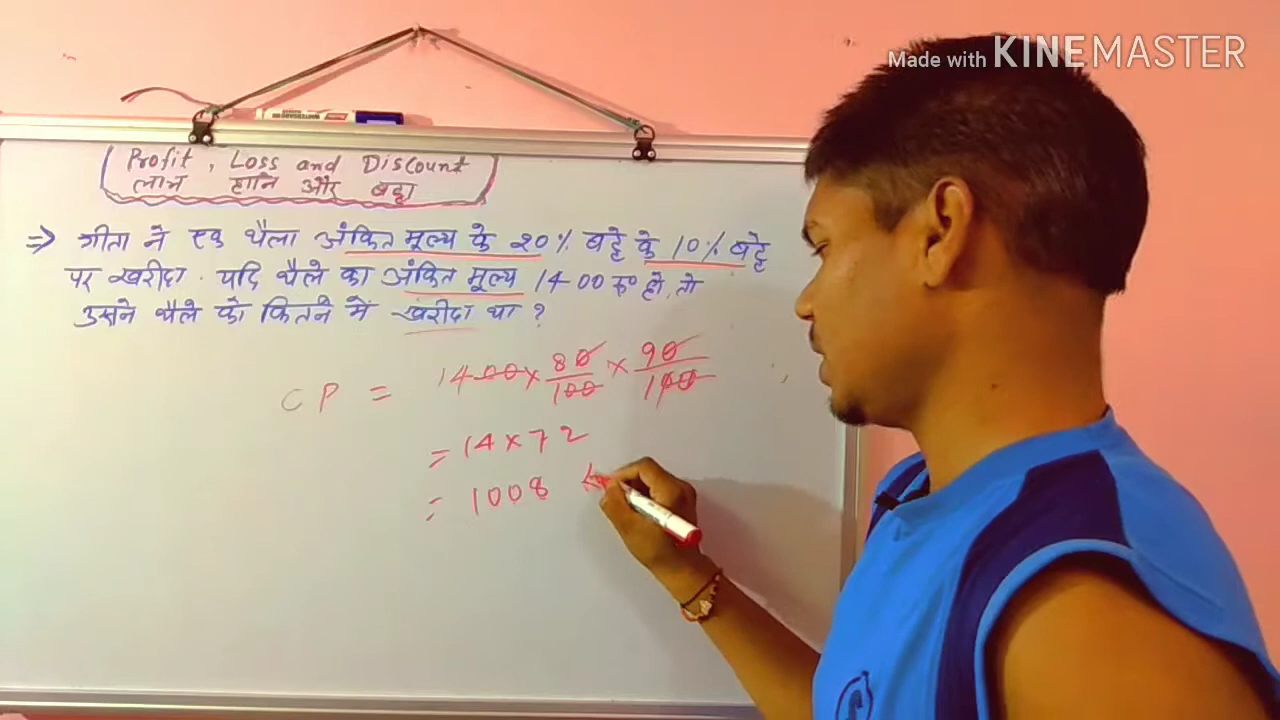 Made with KINEMASTER
Profit, Loss and Discount
लाभ हानि और बट्टा
=> गीता ने एक थैला अंकित मूल्य के 20% बट्टे के 10% बट्टे
पर खरीदा. यदि थैले का अंकित मूल्य 1400 रु० हो, तो
उसने थैले को कितने में खरीदा था ?
CP = 1400 × 80/100 × 90/100
= 14 × 72
= 1008